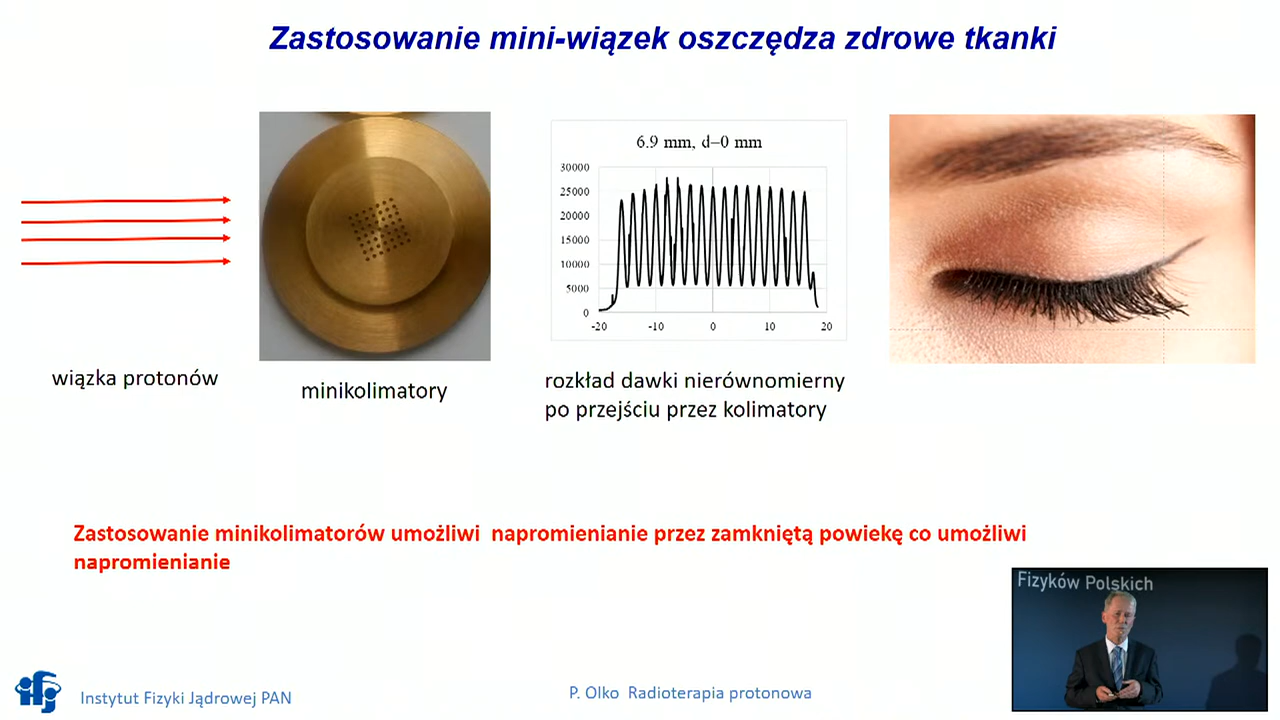 Zastosowanie mini-wiązek oszczędza zdrowe tkanki
6.9 mm, d–0 mm
30000
25000
20000
15000
10000
5000
0
-20 -10 0 10 20
wiązka protonów
minikolimatory
rozkład dawki nierównomierny
po przejściu przez kolimatory
Zastosowanie minikolimatorów umożliwi napromienianie przez zamkniętą powiekę co umożliwi
napromienianie
Fizyków Polskich
ifj
Instytut Fizyki Jądrowej PAN
P. Olko Radioterapia protonowa